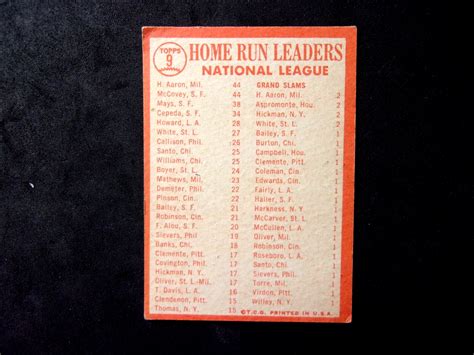 TOPPS
9
HOME RUN LEADERS
NATIONAL LEAGUE
H. Aaron, Mil. 44
McCovey, S. F. 44
Mays, S. F. 38
Cepeda, S. F. 34
Howard, L. A. 28
White, St. L. 27
Callison, Phil. 26
Santo, Chi. 25
Williams, Chi. 25
Boyer, St. L. 24
Mathews, Mil. 23
Demeter, Phil. 22
Pinson, Cin. 22
Bailey, S. F. 21
Robinson, Cin. 21
F. Alou, S. F. 20
Sievers, Phil 19
Banks, Chi. 18
Clemente, Pitt. 17
Covington, Phil. 17
Hickman, N. Y. 17
Oliver, St. L.-Mil. 17
T. Davis, L. A. 16
Clendenon, Pitt. 15
Thomas, N. Y. 15
GRAND SLAMS
H. Aaron, Mil. 2
Aspromonte, Hou. 2
Hickman, N. Y. 2
White, St. L. 2
Bailey, S. F. 1
Burton, Chi. 1
Campbell, Hou. 1
Clemente, Pitt. 1
Coleman, Cin. 1
Edwards, Cin. 1
Fairly, L. A. 1
Haller, S. F. 1
Harkness, N. Y. 1
McCarver, St. L. 1
McCullen, L. A. 1
Oliver, Mil. 1
Robinson, Cin. 1
Roseboro, L. A. 1
Santo, Chi. 1
Sievers, Phil. 1
Torre, Mil. 1
Virdon, Pitt. 1
Willey, N. Y. 1
© T.C.G. PRINTED IN U.S.A.